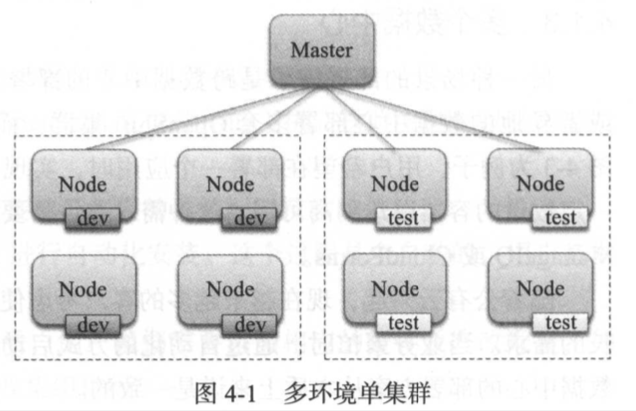 Master
Node Node Node Node
dev dev test test
Node Node Node Node
dev dev test test
图 4-1 多环境单集群